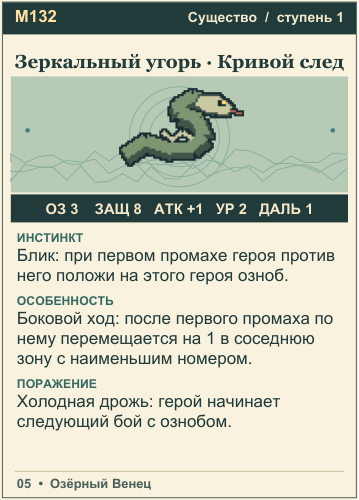 M132 Существо / ступень 1
Зеркальный угорь · Кривой след
ОЗ 3 ЗАЩ 8 АТК +1 УР 2 ДАЛЬ 1
ИНСТИНКТ
Блик: при первом промахе героя против
него положи на этого героя озноб.
ОСОБЕННОСТЬ
Боковой ход: после первого промаха по
нему перемещается на 1 в соседнюю
зону с наименьшим номером.
ПОРАЖЕНИЕ
Холодная дрожь: герой начинает
следующий бой с ознобом.
05 • Озёрный Венец